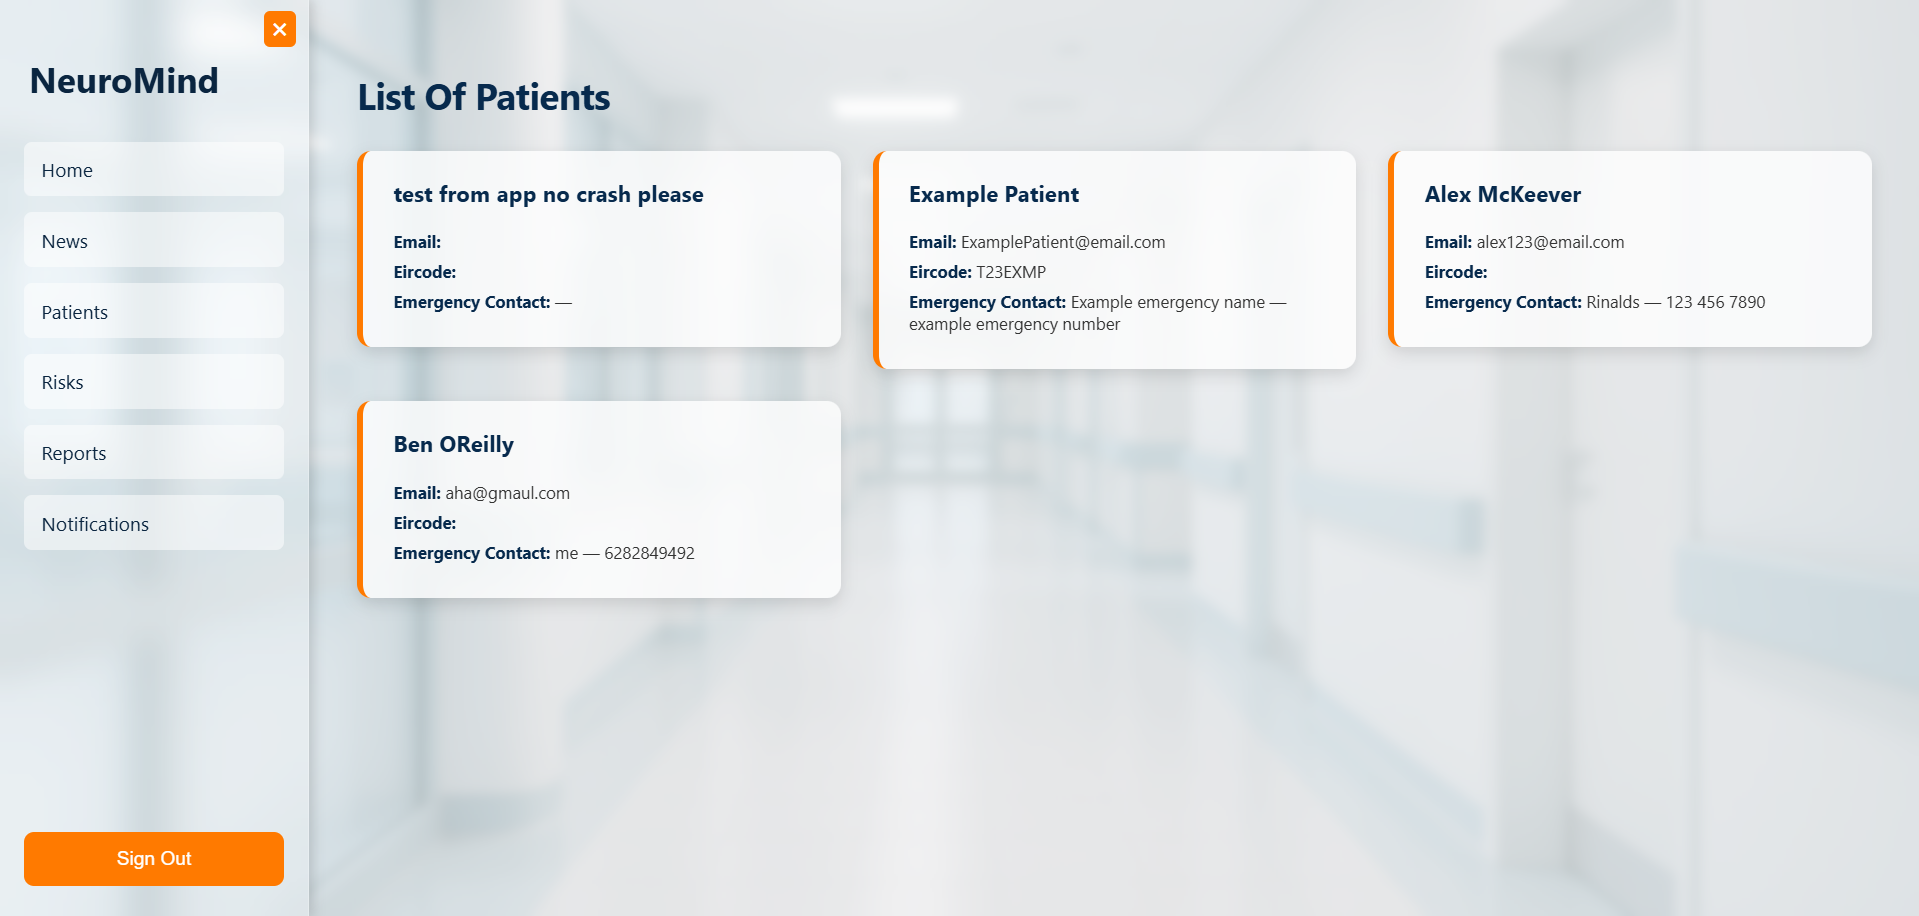 ✕
NeuroMind
Home
News
Patients
Risks
Reports
Notifications
Sign Out
List Of Patients
test from app no crash please
Email:
Eircode:
Emergency Contact: —
Example Patient
Email: ExamplePatient@email.com
Eircode: T23EXMP
Emergency Contact: Example emergency name —
example emergency number
Alex McKeever
Email: alex123@email.com
Eircode:
Emergency Contact: Rinalds — 123 456 7890
Ben OReilly
Email: aha@gmaul.com
Eircode:
Emergency Contact: me — 6282849492